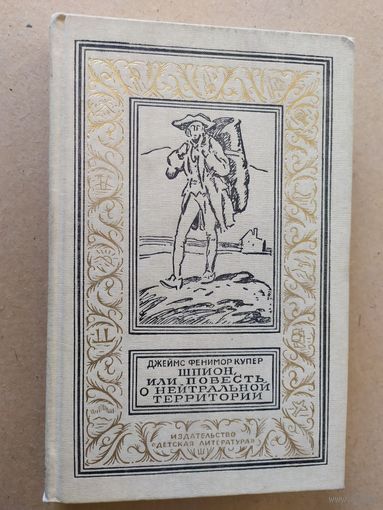 ДЖЕЙМС ФЕНИМОР КУПЕР
ШПИОН,
ИЛИ ПОВЕСТЬ
О НЕЙТРАЛЬНОЙ
ТЕРРИТОРИИ
ИЗДАТЕЛЬСТВО
«ДЕТСКАЯ ЛИТЕРАТУРА»